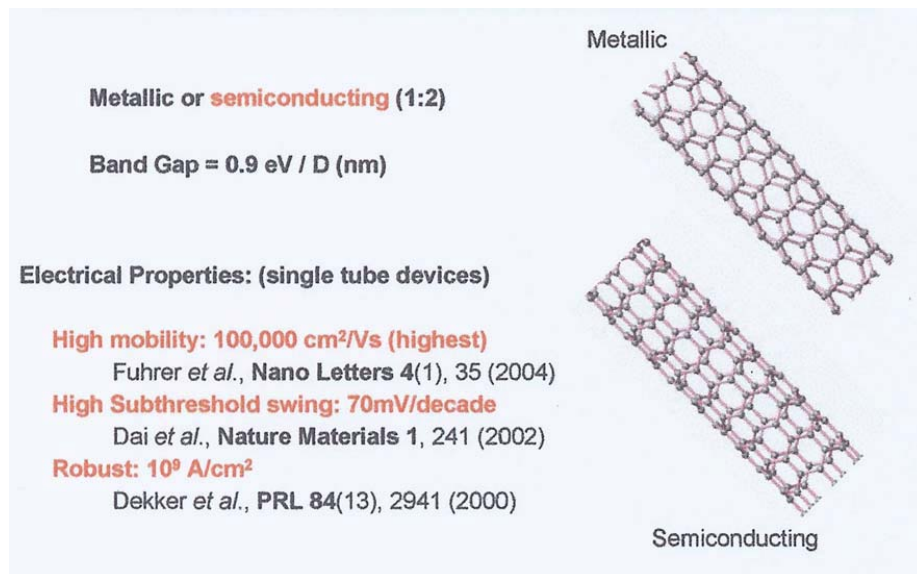 Metallic
Metallic or semiconducting (1:2)
Band Gap = 0.9 eV / D (nm)
Electrical Properties: (single tube devices)
High mobility: 100,000 cm²/Vs (highest)
Fuhrer et al., Nano Letters 4(1), 35 (2004)
High Subthreshold swing: 70mV/decade
Dai et al., Nature Materials 1, 241 (2002)
Robust: 10⁹ A/cm²
Dekker et al., PRL 84(13), 2941 (2000)
Semiconducting